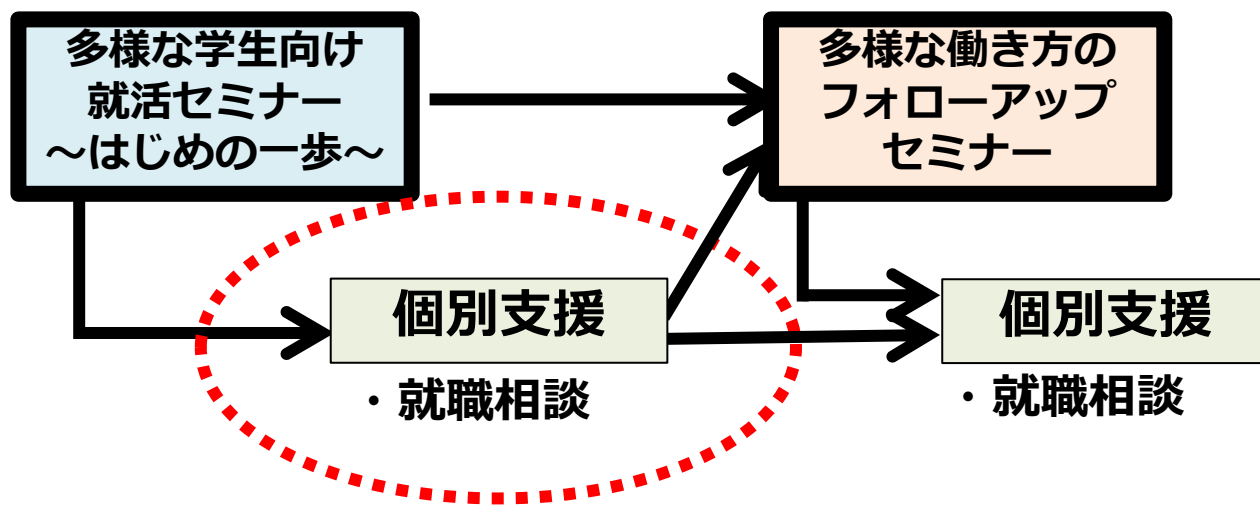 多様な学生向け
就活セミナー
～はじめの一歩～
多様な働き方の
フォローアップ
セミナー
個別支援
・就職相談
個別支援
・就職相談